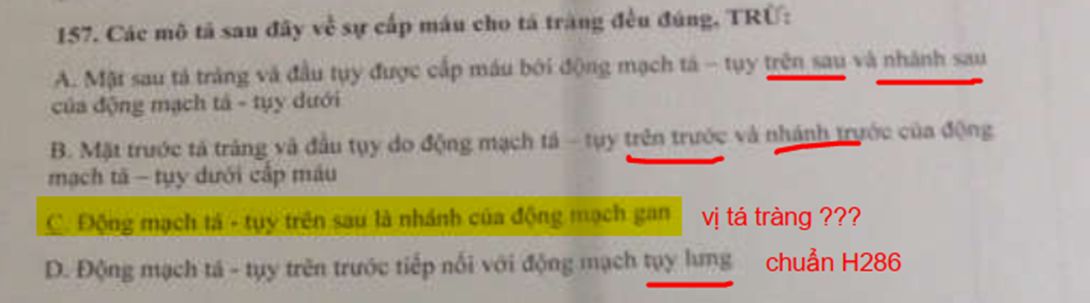 157. Các mô tả sau đây về sự cấp máu cho tá tràng đều đúng, TRỪ:
A. Mặt sau tá tràng và đầu tụy được cấp máu bởi động mạch tá – tụy trên sau và nhánh sau
của động mạch tá - tụy dưới
B. Mặt trước tá tràng và đầu tụy do động mạch tá – tụy trên trước và nhánh trước của động
mạch tá – tụy dưới cấp máu
C. Động mạch tá - tụy trên sau là nhánh của động mạch gan vị tá tràng ???
D. Động mạch tá - tụy trên trước tiếp nối với động mạch tụy lưng chuẩn H286